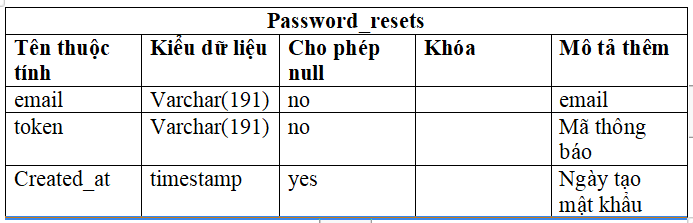 Password_resets
Tên thuộc tính Kiểu dữ liệu Cho phép null Khóa Mô tả thêm
email Varchar(191) no email
token Varchar(191) no Mã thông báo
Created_at timestamp yes Ngày tạo mật khẩu